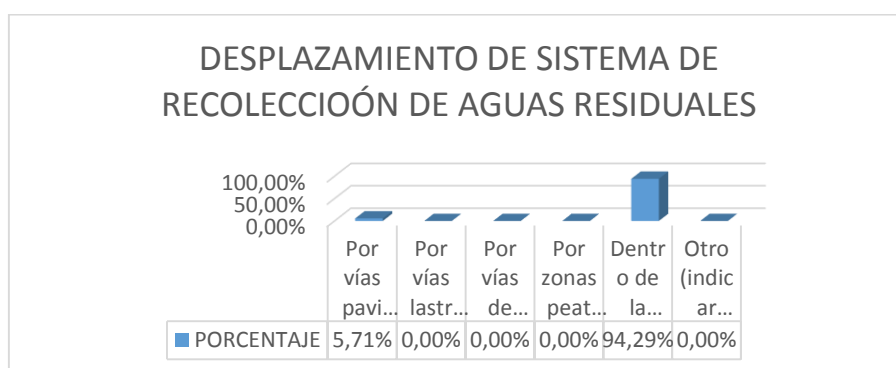 DESPLAZAMIENTO DE SISTEMA DE
RECOLECCIOÓN DE AGUAS RESIDUALES
100,00%
50,00%
0,00%
Por vías pavi... Por vías lastr... Por vías de... Por zonas peat... Dentr o de la... Otro (indic ar...
PORCENTAJE 5,71% 0,00% 0,00% 0,00% 94,29% 0,00%